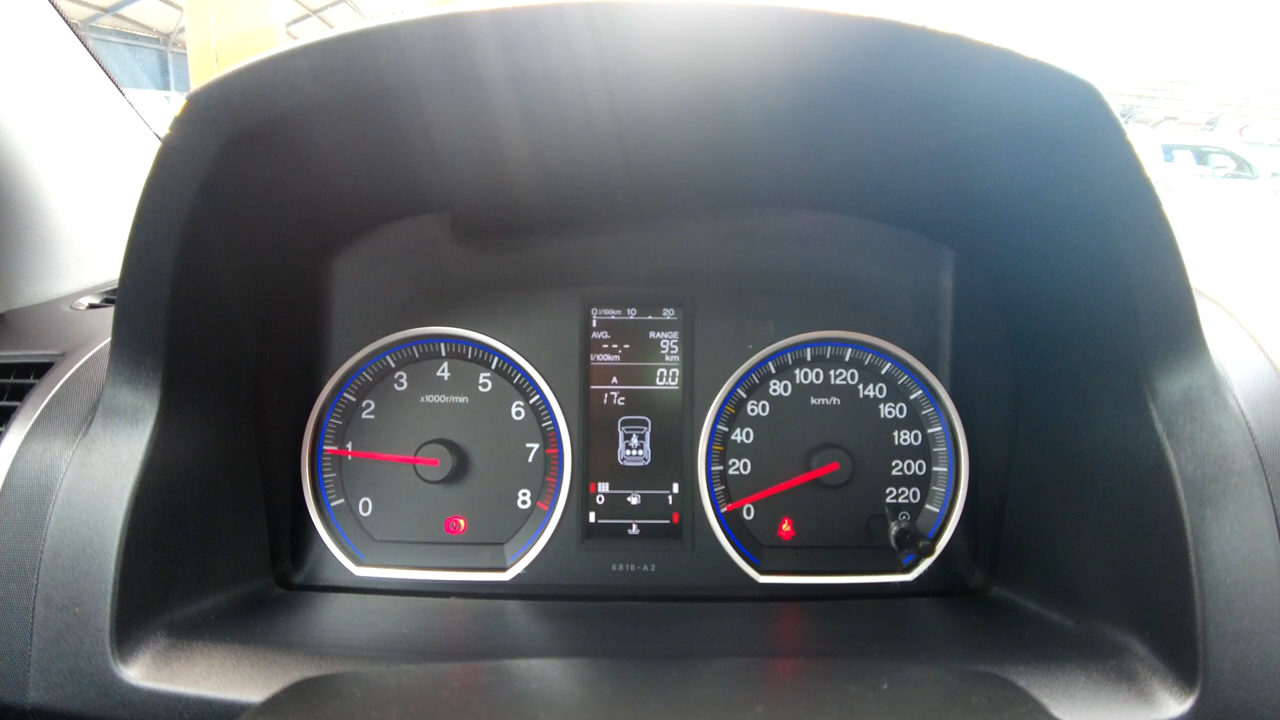 0 1 2 3 4 5 6 7 8
x1000r/min
0 l/100km 10 20
AVG. RANGE
--.- 95
l/100km km
A 0.0
17c
0 1
6816-A2
0 20 40 60 80 100 120 140 160 180 200 220
km/h